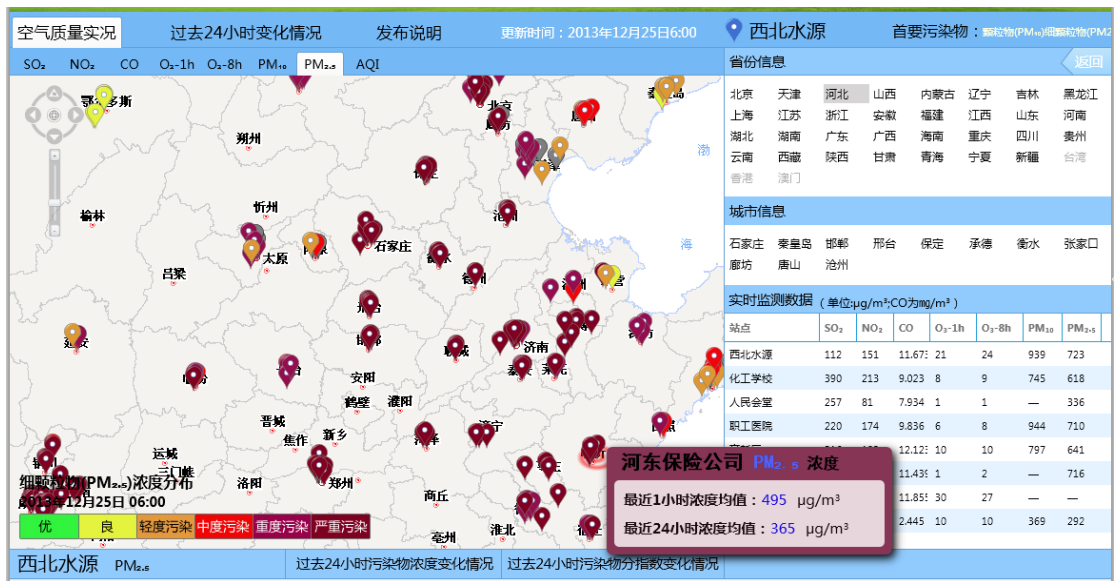 空气质量实况 过去24小时变化情况 发布说明 更新时间：2013年12月25日6:00
西北水源 首要污染物：颗粒物(PM₁₀)细颗粒物(PM2
SO₂ NO₂ CO O₃-1h O₃-8h PM₁₀ PM₂.₅ AQI
省份信息 返回
北京 天津 河北 山西 内蒙古 辽宁 吉林 黑龙江
上海 江苏 浙江 安徽 福建 江西 山东 河南
湖北 湖南 广东 广西 海南 重庆 四川 贵州
云南 西藏 陕西 甘肃 青海 宁夏 新疆 台湾
香港 澳门
城市信息
石家庄 秦皇岛 邯郸 邢台 保定 承德 衡水 张家口
廊坊 唐山 沧州
实时监测数据（单位:μg/m³;CO为mg/m³）
站点 SO₂ NO₂ CO O₃-1h O₃-8h PM₁₀ PM₂.₅
西北水源 112 151 11.673 21 24 939 723
化工学校 390 213 9.023 8 9 745 618
人民会堂 257 81 7.934 1 1 — 336
职工医院 220 174 9.836 6 8 944 710
12.123 10 10 797 641
11.439 1 2 — 716
11.855 30 27 — —
2.445 10 10 369 292
北京
朔州
渤
忻州
榆林
石家庄
太原
海
吕梁
济南
安阳
鹤壁 濮阳
晋城
新乡
焦作
济宁
运城
三门峡
洛阳
郑州
商丘
淮北
亳州
细颗粒物(PM₂.₅)浓度分布
2013年12月25日 06:00
优 良 轻度污染 中度污染 重度污染 严重污染
河东保险公司 PM₂.₅ 浓度
最近1小时浓度均值：495 μg/m³
最近24小时浓度均值：365 μg/m³
西北水源 PM₂.₅ 过去24小时污染物浓度变化情况 过去24小时污染物分指数变化情况